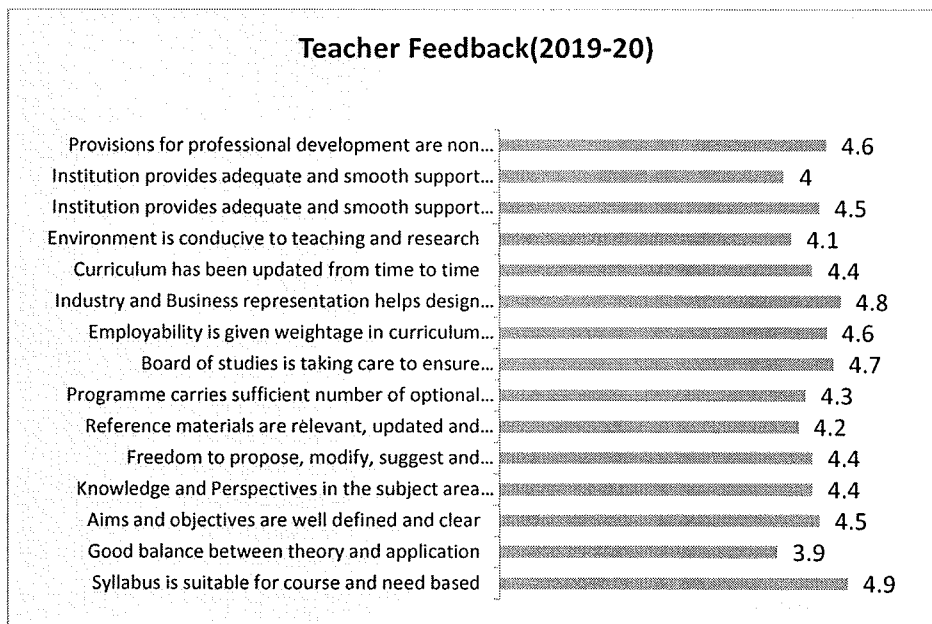 Teacher Feedback(2019-20)
Provisions for professional development are non... 4.6
Institution provides adequate and smooth support... 4
Institution provides adequate and smooth support... 4.5
Environment is conducive to teaching and research 4.1
Curriculum has been updated from time to time 4.4
Industry and Business representation helps design... 4.8
Employability is given weightage in curriculum... 4.6
Board of studies is taking care to ensure... 4.7
Programme carries sufficient number of optional... 4.3
Reference materials are relevant, updated and... 4.2
Freedom to propose, modify, suggest and... 4.4
Knowledge and Perspectives in the subject area... 4.4
Aims and objectives are well defined and clear 4.5
Good balance between theory and application 3.9
Syllabus is suitable for course and need based 4.9